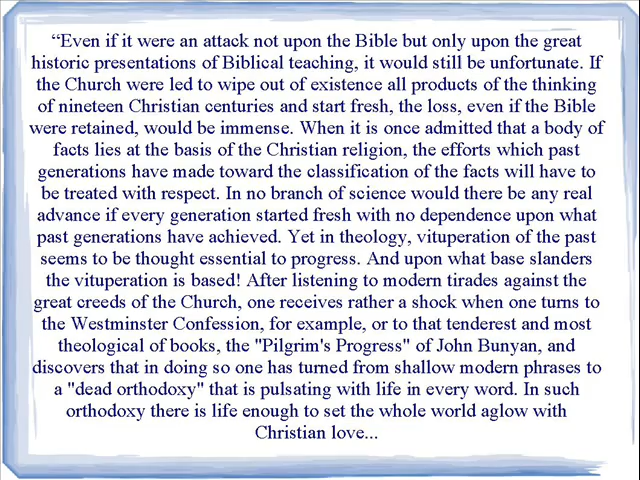 “Even if it were an attack not upon the Bible but only upon the great
historic presentations of Biblical teaching, it would still be unfortunate. If
the Church were led to wipe out of existence all products of the thinking
of nineteen Christian centuries and start fresh, the loss, even if the Bible
were retained, would be immense. When it is once admitted that a body of
facts lies at the basis of the Christian religion, the efforts which past
generations have made toward the classification of the facts will have to
be treated with respect. In no branch of science would there be any real
advance if every generation started fresh with no dependence upon what
past generations have achieved. Yet in theology, vituperation of the past
seems to be thought essential to progress. And upon what base slanders
the vituperation is based! After listening to modern tirades against the
great creeds of the Church, one receives rather a shock when one turns to
the Westminster Confession, for example, or to that tenderest and most
theological of books, the "Pilgrim's Progress" of John Bunyan, and
discovers that in doing so one has turned from shallow modern phrases to
a "dead orthodoxy" that is pulsating with life in every word. In such
orthodoxy there is life enough to set the whole world aglow with
Christian love...